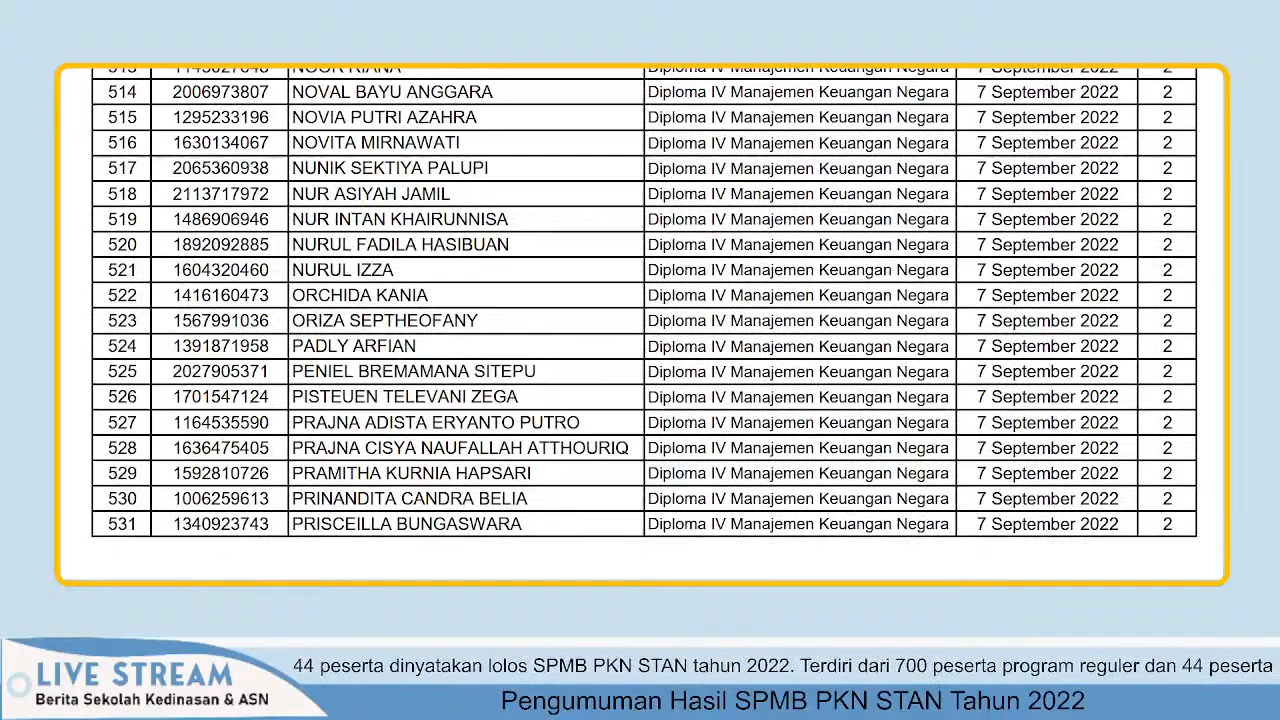 NOOR RIANA Diploma IV Manajemen Keuangan Negara 7 September 2022 2
514 2006973807 NOVAL BAYU ANGGARA Diploma IV Manajemen Keuangan Negara 7 September 2022 2
515 1295233196 NOVIA PUTRI AZAHRA Diploma IV Manajemen Keuangan Negara 7 September 2022 2
516 1630134067 NOVITA MIRNAWATI Diploma IV Manajemen Keuangan Negara 7 September 2022 2
517 2065360938 NUNIK SEKTIYA PALUPI Diploma IV Manajemen Keuangan Negara 7 September 2022 2
518 2113717972 NUR ASIYAH JAMIL Diploma IV Manajemen Keuangan Negara 7 September 2022 2
519 1486906946 NUR INTAN KHAIRUNNISA Diploma IV Manajemen Keuangan Negara 7 September 2022 2
520 1892092885 NURUL FADILA HASIBUAN Diploma IV Manajemen Keuangan Negara 7 September 2022 2
521 1604320460 NURUL IZZA Diploma IV Manajemen Keuangan Negara 7 September 2022 2
522 1416160473 ORCHIDA KANIA Diploma IV Manajemen Keuangan Negara 7 September 2022 2
523 1567991036 ORIZA SEPTHEOFANY Diploma IV Manajemen Keuangan Negara 7 September 2022 2
524 1391871958 PADLY ARFIAN Diploma IV Manajemen Keuangan Negara 7 September 2022 2
525 2027905371 PENIEL BREMAMANA SITEPU Diploma IV Manajemen Keuangan Negara 7 September 2022 2
526 1701547124 PISTEUEN TELEVANI ZEGA Diploma IV Manajemen Keuangan Negara 7 September 2022 2
527 1164535590 PRAJNA ADISTA ERYANTO PUTRO Diploma IV Manajemen Keuangan Negara 7 September 2022 2
528 1636475405 PRAJNA CISYA NAUFALLAH ATTHOURIQ Diploma IV Manajemen Keuangan Negara 7 September 2022 2
529 1592810726 PRAMITHA KURNIA HAPSARI Diploma IV Manajemen Keuangan Negara 7 September 2022 2
530 1006259613 PRINANDITA CANDRA BELIA Diploma IV Manajemen Keuangan Negara 7 September 2022 2
531 1340923743 PRISCEILLA BUNGASWARA Diploma IV Manajemen Keuangan Negara 7 September 2022 2
44 peserta dinyatakan lolos SPMB PKN STAN tahun 2022. Terdiri dari 700 peserta program reguler dan 44 peserta
LIVE STREAM
Berita Sekolah Kedinasan & ASN
Pengumuman Hasil SPMB PKN STAN Tahun 2022